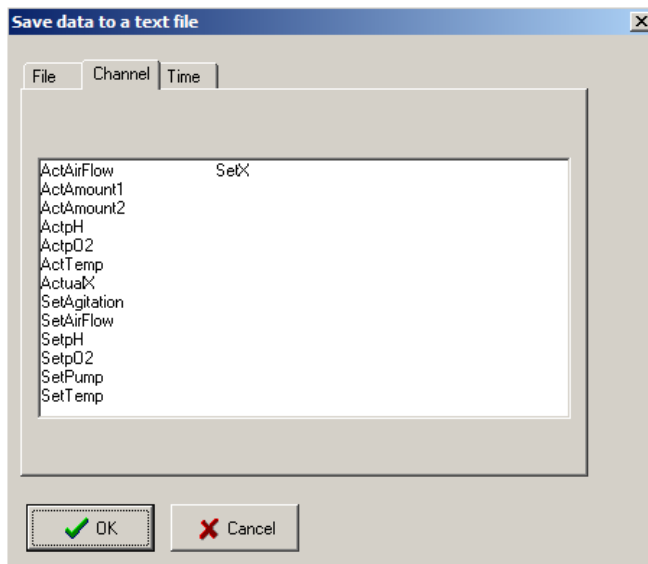 Save data to a text file
File Channel Time
ActAirFlow SetX
ActAmount1
ActAmount2
ActpH
ActpO2
ActTemp
ActualX
SetAgitation
SetAirFlow
SetpH
SetpO2
SetPump
SetTemp
OK Cancel